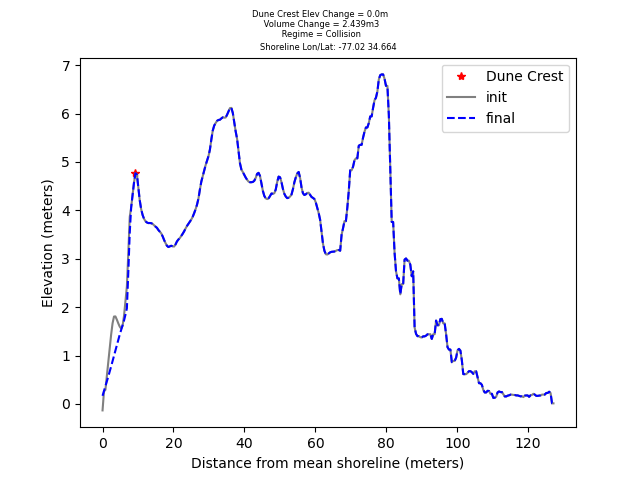 Dune Crest Elev Change = 0.0m
Volume Change = 2.439m3
Regime = Collision
Shoreline Lon/Lat: -77.02 34.664
Dune Crest
init
final
Elevation (meters)
7
6
5
4
3
2
1
0
0 20 40 60 80 100 120
Distance from mean shoreline (meters)